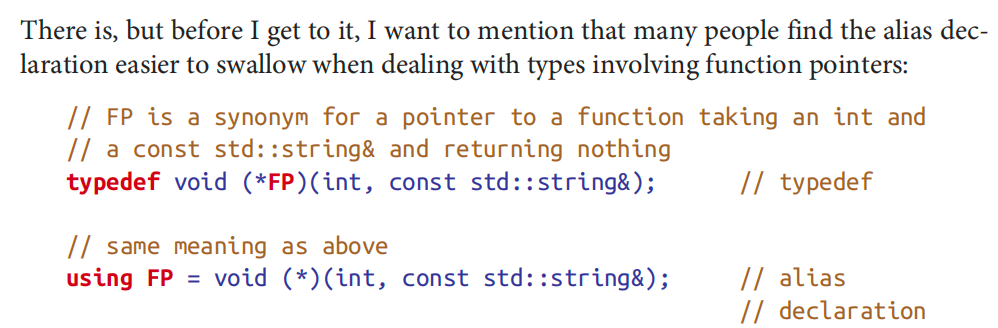 There is, but before I get to it, I want to mention that many people find the alias dec-
laration easier to swallow when dealing with types involving function pointers:
// FP is a synonym for a pointer to a function taking an int and
// a const std::string& and returning nothing
typedef void (*FP)(int, const std::string&); // typedef
// same meaning as above
using FP = void (*)(int, const std::string&); // alias
// declaration